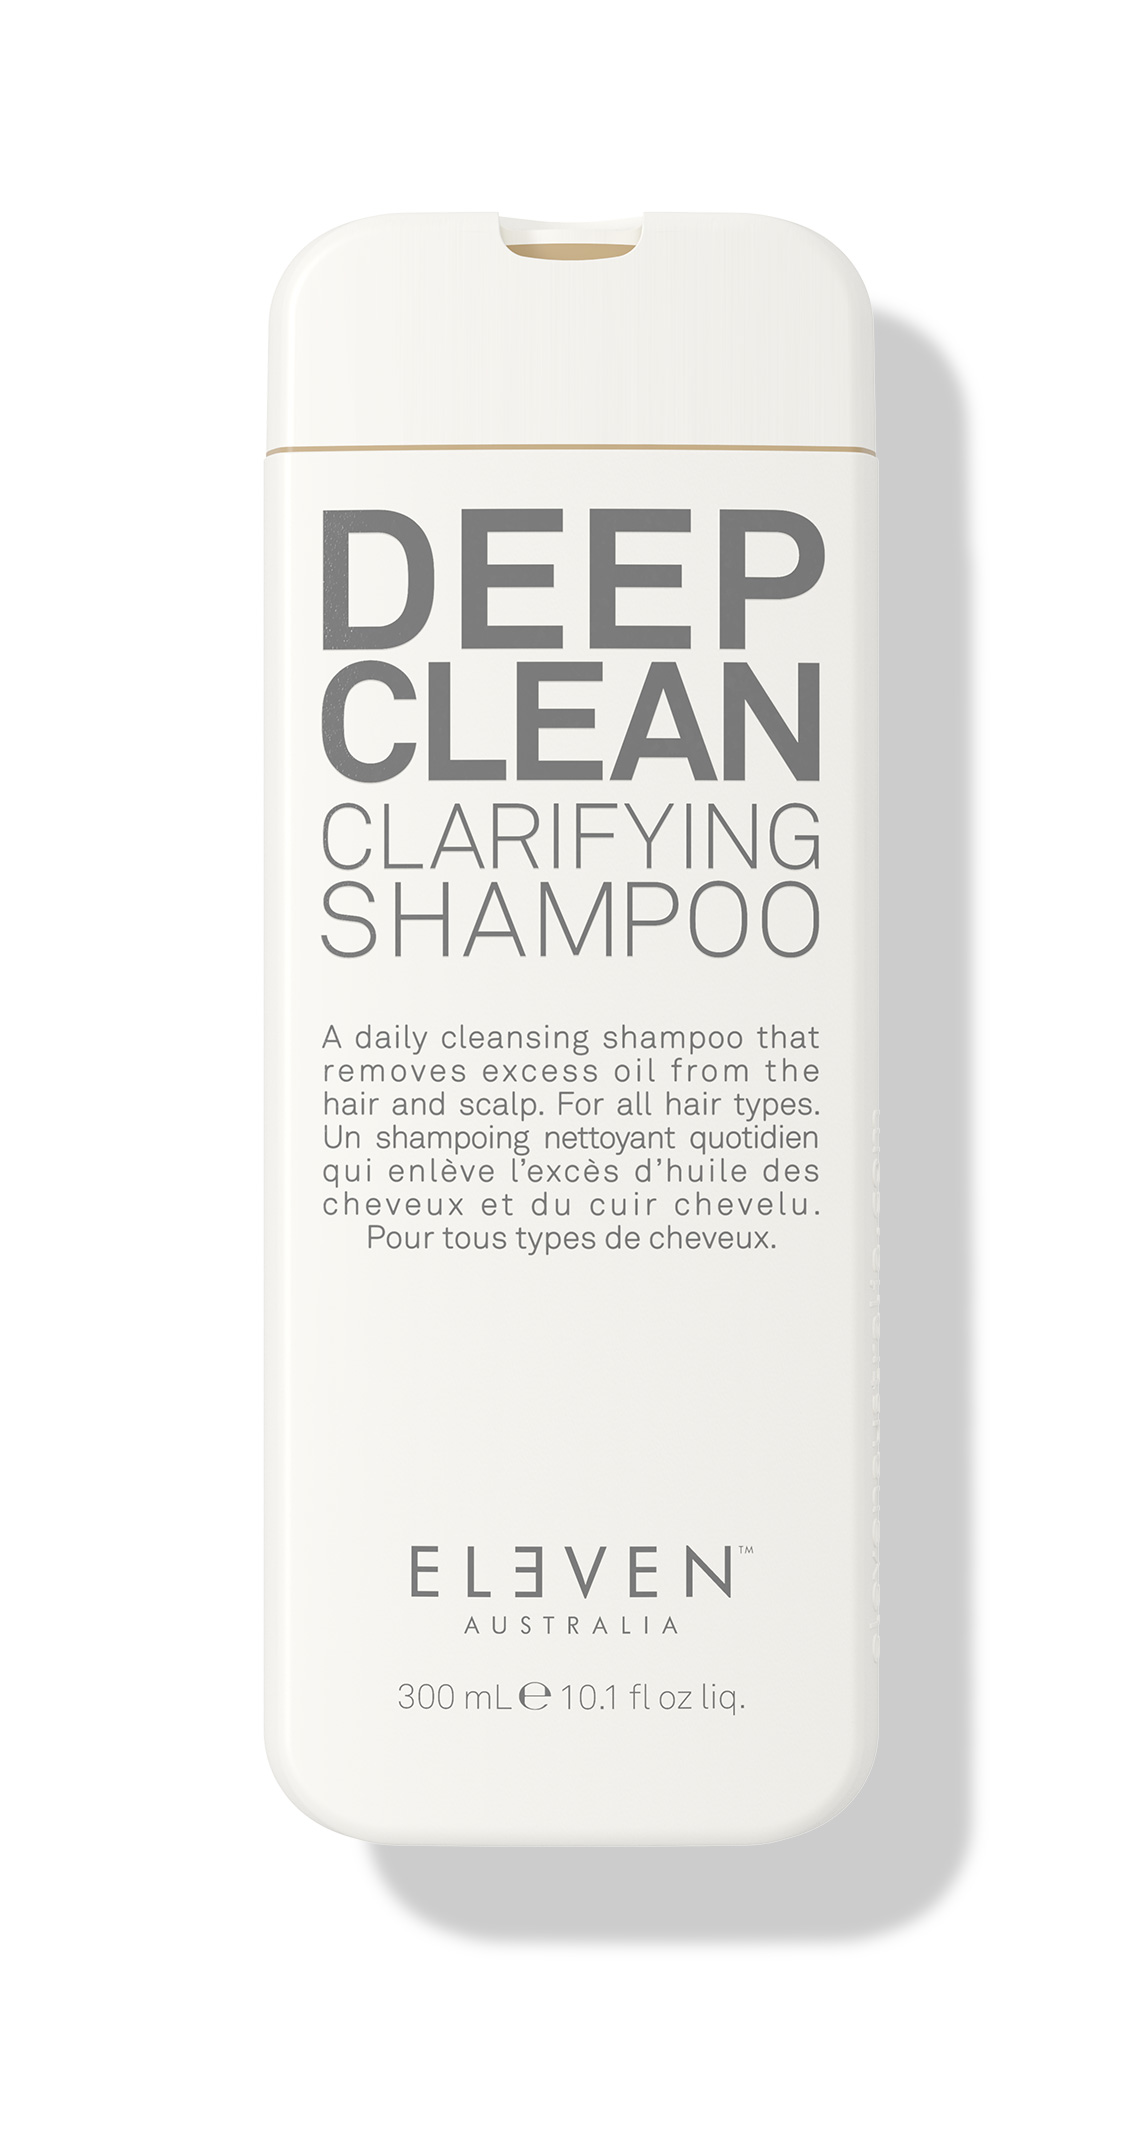 DEEP
CLEAN
CLARIFYING
SHAMPOO
A daily cleansing shampoo that
removes excess oil from the
hair and scalp. For all hair types.
Un shampoing nettoyant quotidien
qui enlève l’excès d’huile des
cheveux et du cuir chevelu.
Pour tous types de cheveux.
ELEVEN™
AUSTRALIA
300 mL ℮ 10.1 fl oz liq.
elevenaustralia.com